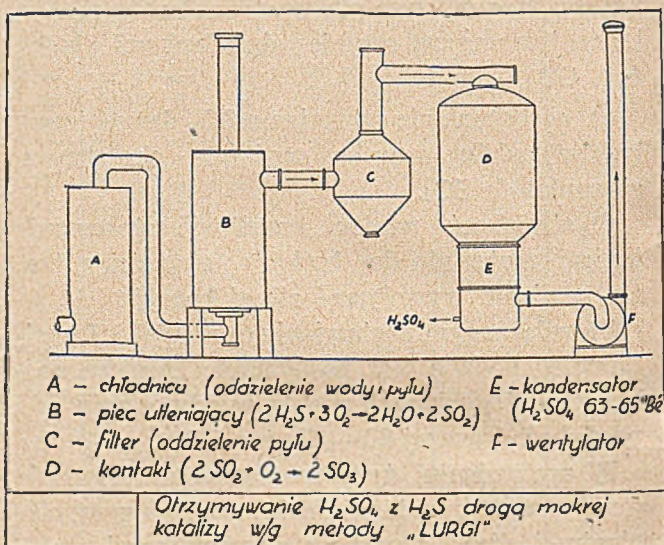 A
B
C
D
E
F
H₂SO₄
A – chłodnica (oddzielenie wody i pyłu)
B – piec utleniający (2H₂S+3O₂→2H₂O+2SO₂)
C – filter (oddzielenie pyłu)
D – kontakt (2SO₂+O₂→2SO₃)
E – kondensator
(H₂SO₄ 63-65°Bé
F – wentylator
Otrzymywanie H₂SO₄ z H₂S drogą mokrej
katalizy w/g metody „LURGI"